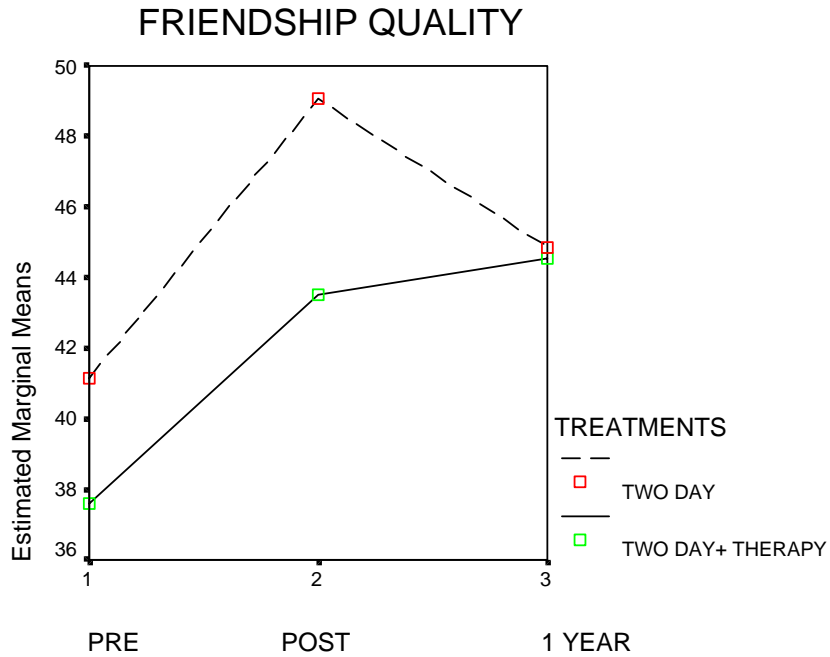 FRIENDSHIP QUALITY
Estimated Marginal Means
50
48
46
44
42
40
38
36
1 2 3
PRE POST 1 YEAR
TREATMENTS
TWO DAY
TWO DAY+ THERAPY